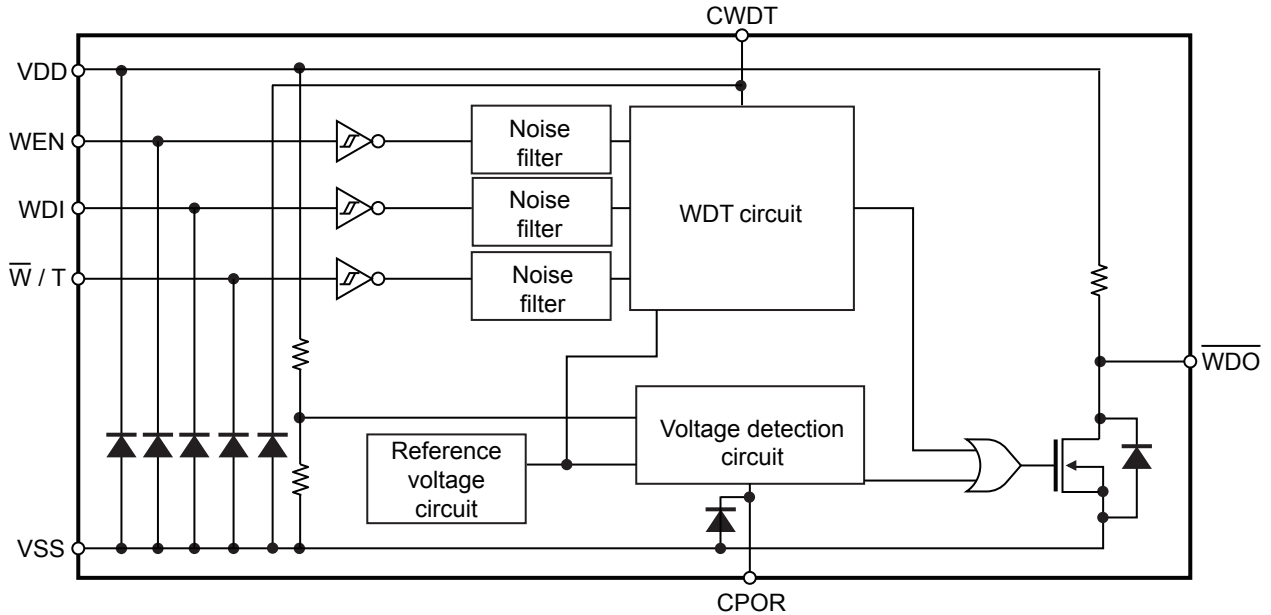 CWDT
VDD
WEN
Noise
filter
WDI
Noise
filter
WDT circuit
W̅ / T
Noise
filter
W̅D̅O̅
Voltage detection
circuit
Reference
voltage
circuit
VSS
CPOR